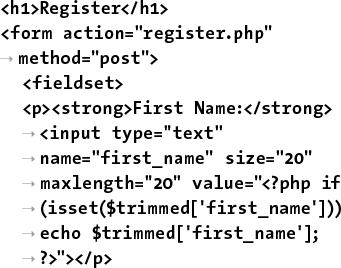 <h1>Register</h1>
<form action="register.php"
→ method="post">
<fieldset>
<p><strong>First Name:</strong>
→ <input type="text"
→ name="first_name" size="20"
→ maxlength="20" value="<?php if
→ (isset($trimmed['first_name']))
→ echo $trimmed['first_name'];
→ ?>"></p>